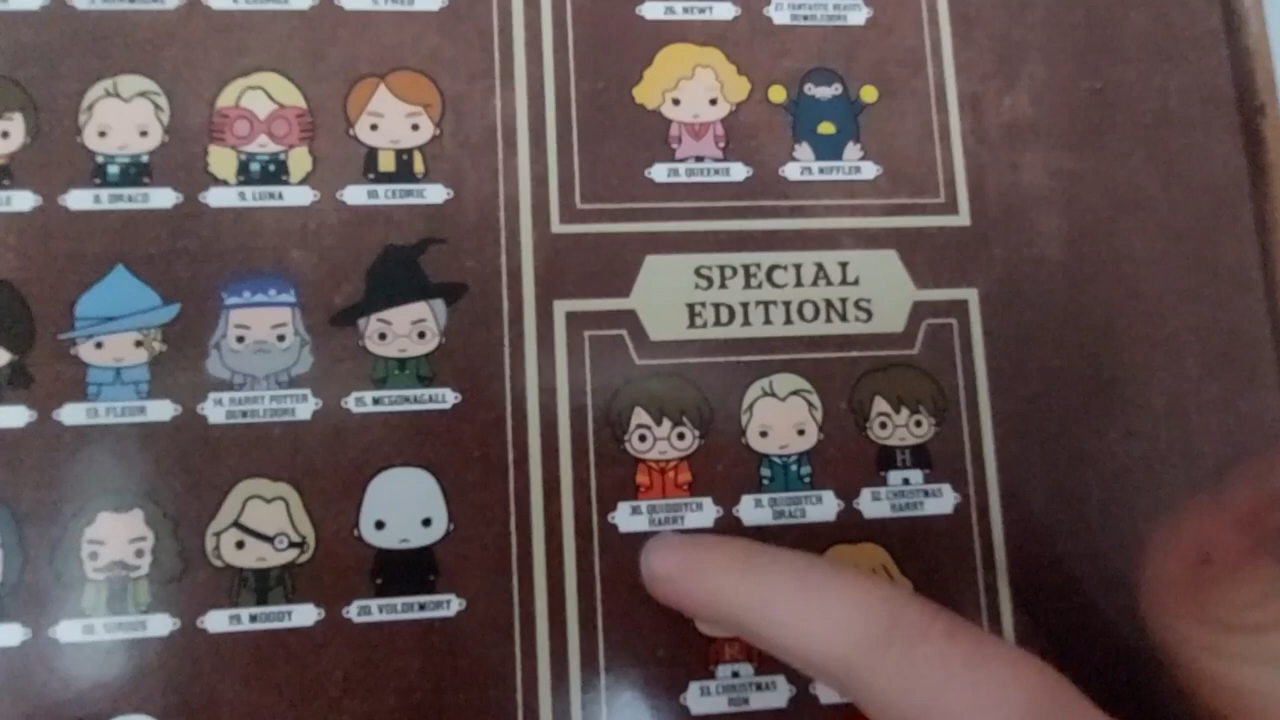 26. NEWT
27. FANTASTIC BEASTS
DUMBLEDORE
8. DRACO
9. LUNA
10. CEDRIC
28. QUEENIE
29. NIFFLER
SPECIAL
EDITIONS
13. FLEUR
14. HARRY POTTER
DUMBLEDORE
15. MCGONAGALL
30. QUIDDITCH
HARRY
31. QUIDDITCH
DRACO
32. CHRISTMAS
HARRY
H
18. SIRIUS
19. MOODY
20. VOLDEMORT
R
33. CHRISTMAS
RON